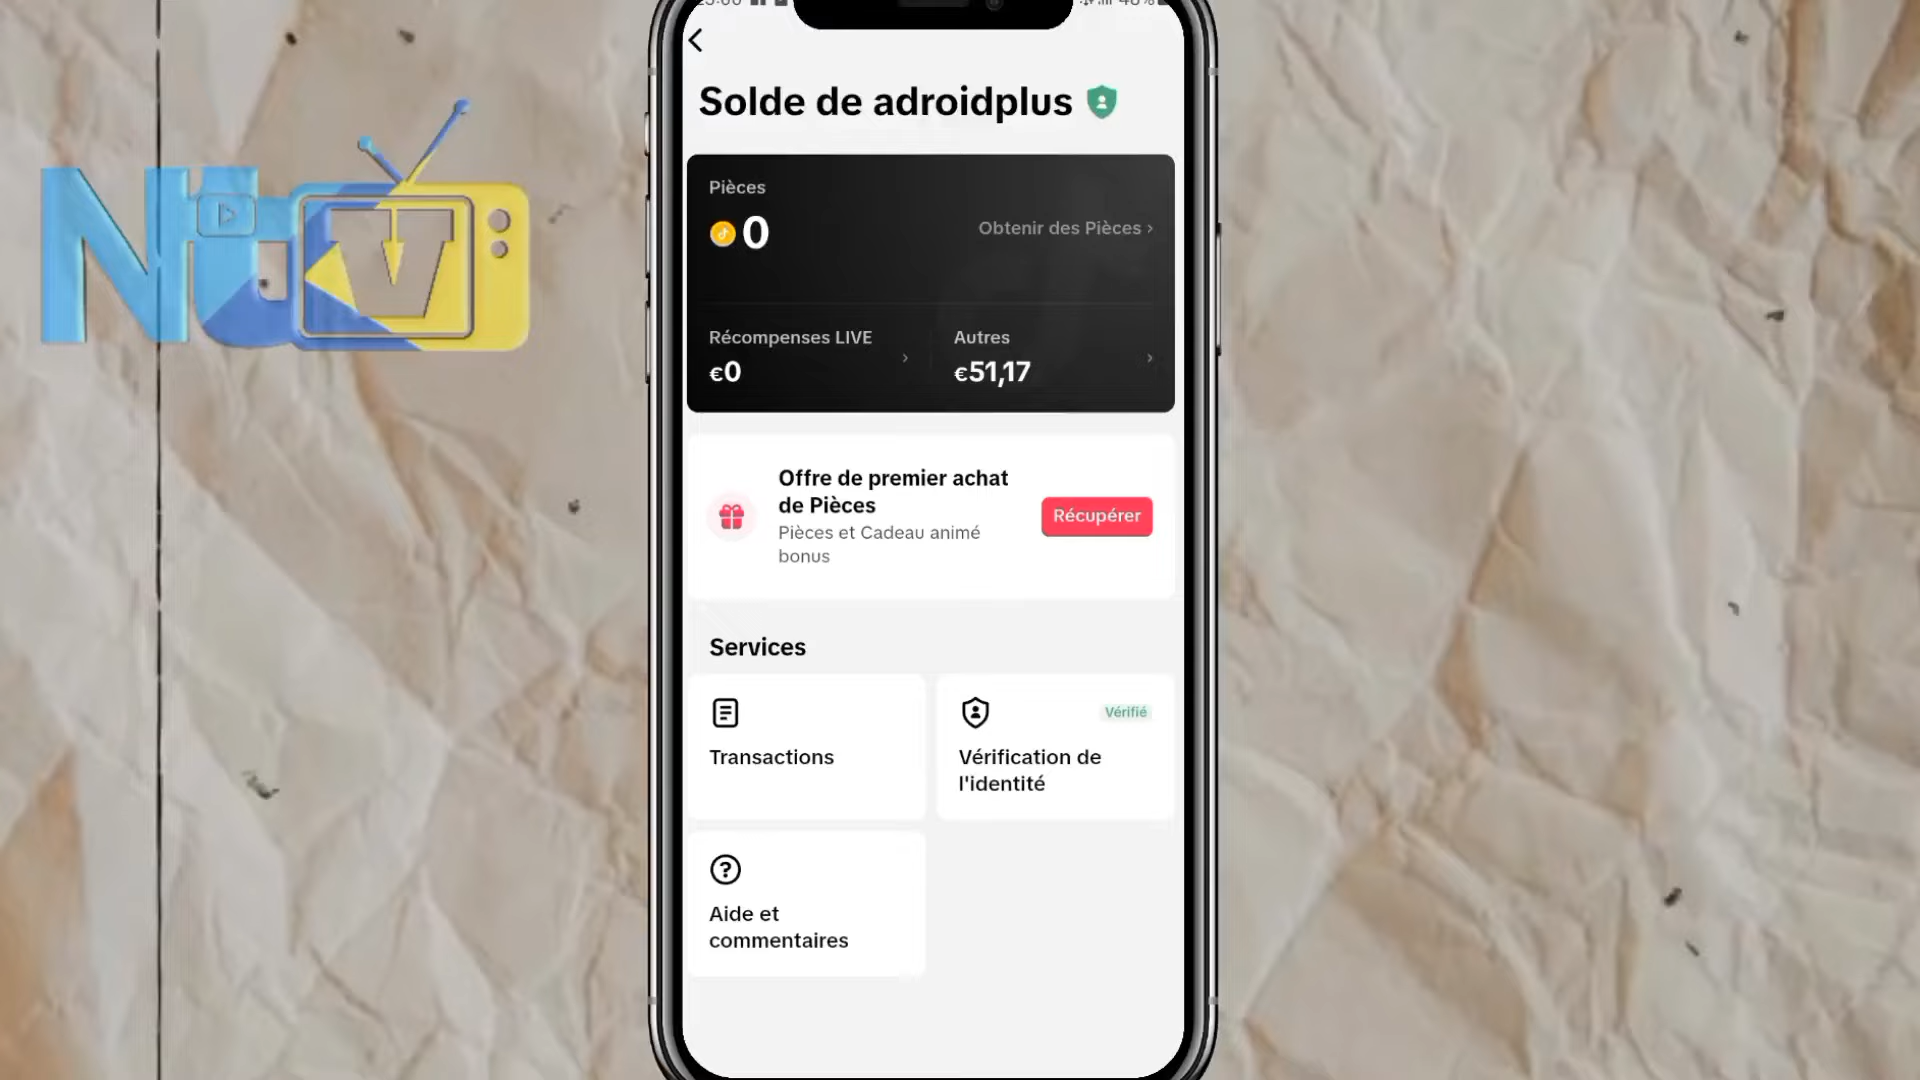 Solde de adroidplus
Pièces
0
Obtenir des Pièces ›
Récompenses LIVE
€0
Autres
€51,17
Offre de premier achat
de Pièces
Pièces et Cadeau animé
bonus
Récupérer
Services
Transactions
Vérifié
Vérification de
l'identité
Aide et
commentaires